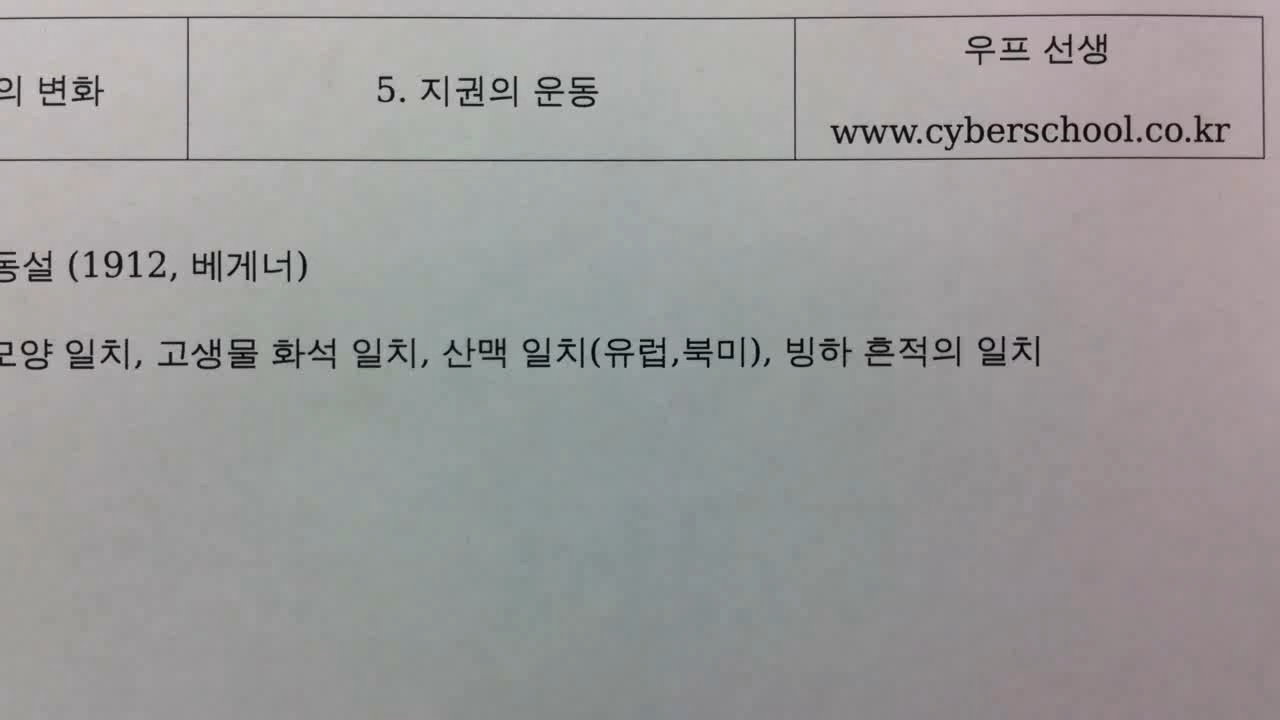 의 변화
5. 지권의 운동
우프 선생
www.cyberschool.co.kr
동설 (1912, 베게너)
모양 일치, 고생물 화석 일치, 산맥 일치(유럽,북미), 빙하 흔적의 일치